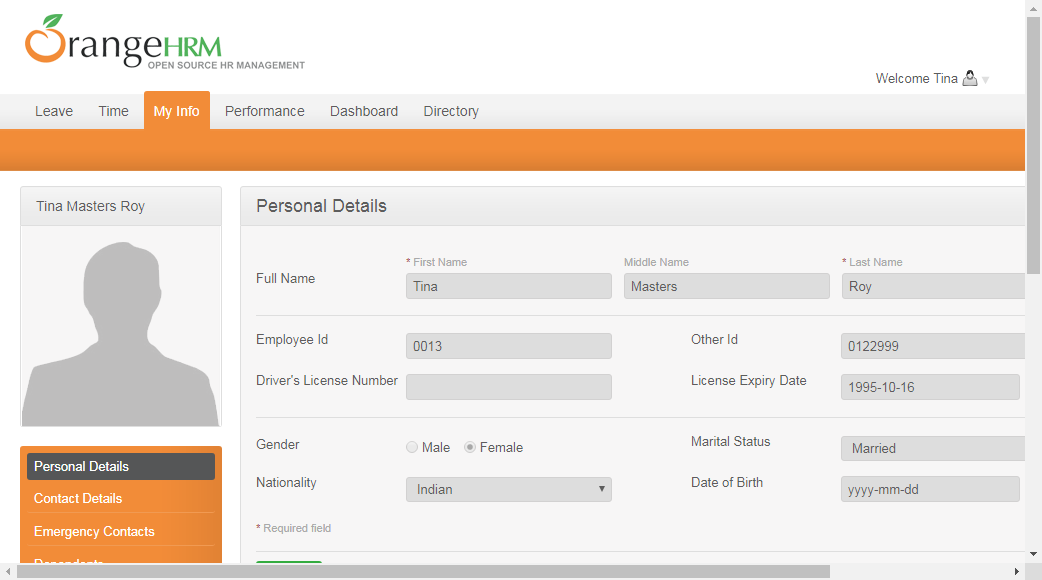 OrangeHRM
OPEN SOURCE HR MANAGEMENT
Welcome Tina
Leave Time My Info Performance Dashboard Directory
Tina Masters Roy
Personal Details
* First Name Middle Name * Last Name
Full Name Tina Masters Roy
Employee Id 0013 Other Id 0122999
Driver's License Number License Expiry Date 1995-10-16
Gender Male Female Marital Status Married
Nationality Indian Date of Birth yyyy-mm-dd
* Required field
Personal Details
Contact Details
Emergency Contacts
Dependents